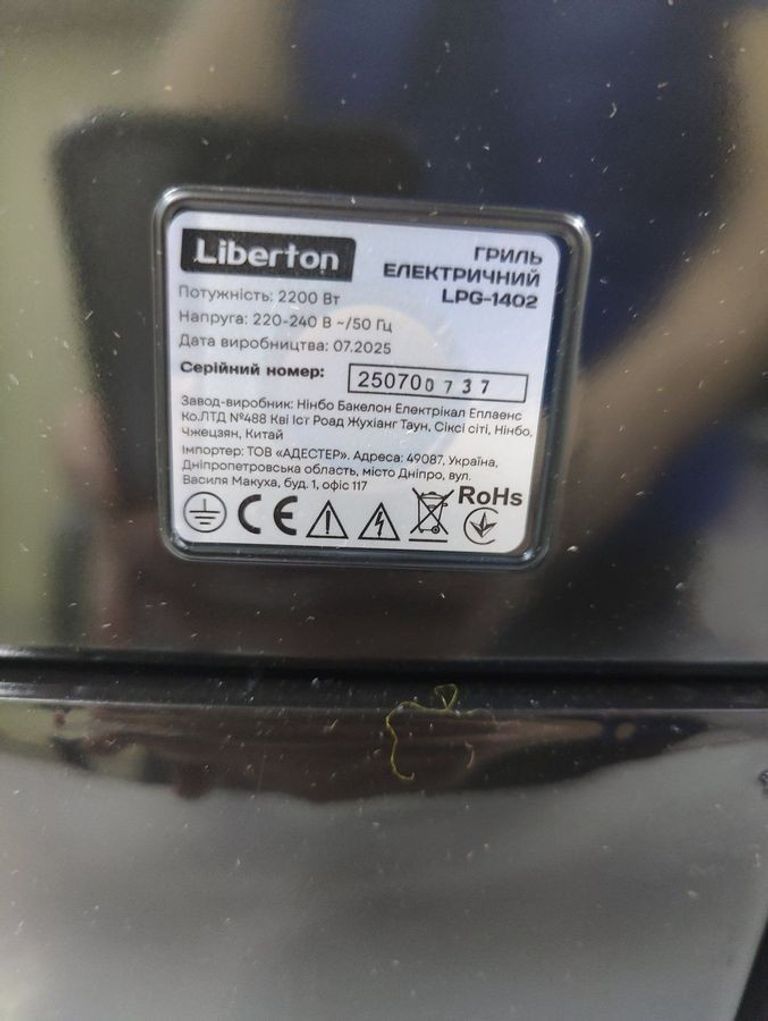 Liberton
ГРИЛЬ
ЕЛЕКТРИЧНИЙ
LPG-1402
Потужність: 2200 Вт
Напруга: 220-240 В ~/50 Гц
Дата виробництва: 07.2025
Серійний номер: 250700737
Завод-виробник: Нінбо Бакелон Електрікал Еплаенс
Ко.ЛТД №488 Кві Іст Роад Жухіанг Таун, Сіксі сіті, Нінбо,
Чжецзян, Китай
Імпортер: ТОВ «АДЕСТЕР». Адреса: 49087, Україна,
Дніпропетровська область, місто Дніпро, вул.
Василя Макуха, буд. 1, офіс 117
CE RoHs